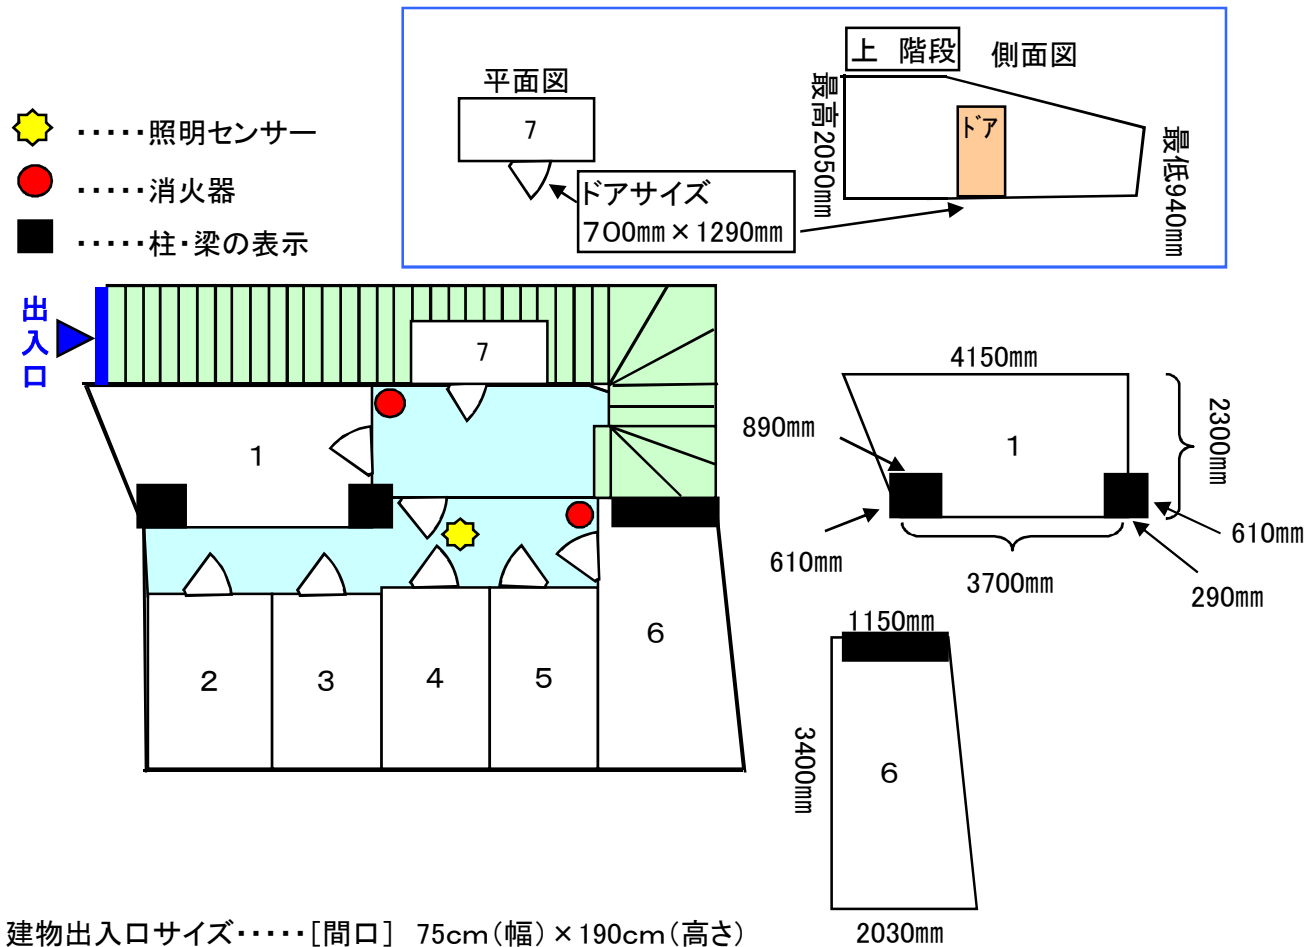 上 階段
側面図
平面図
7
ドア
最高2050mm
最低940mm
ドアサイズ
700mm×1290mm
・・・・・照明センサー
・・・・・消火器
・・・・・柱・梁の表示
出入口
7
1
2
3
4
5
6
4150mm
890mm
1
2300mm
610mm
610mm
3700mm
290mm
1150mm
3400mm
6
2030mm
建物出入口サイズ・・・・・[間口] 75cm(幅)×190cm(高さ)